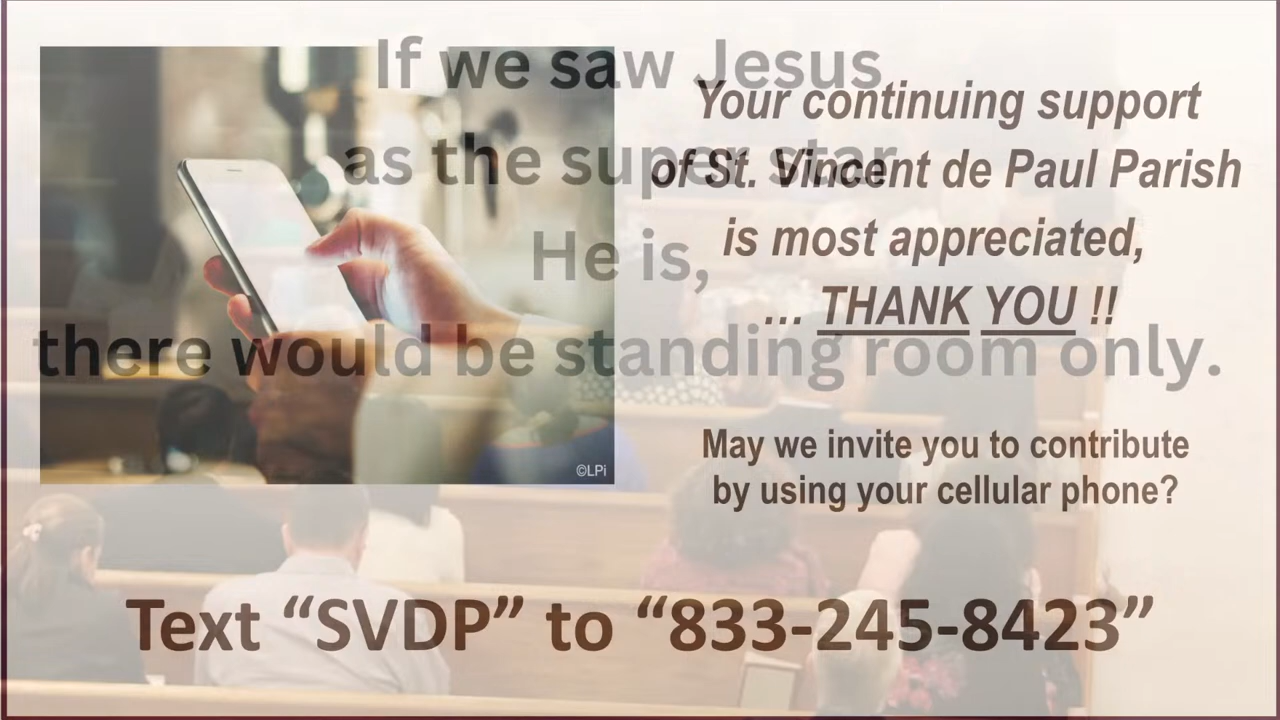 If we saw Jesus
as the super star
He is,
there would be standing room only.
Your continuing support
of St. Vincent de Paul Parish
is most appreciated,
... THANK YOU !!
May we invite you to contribute
by using your cellular phone?
©LPi
Text “SVDP” to “833-245-8423”